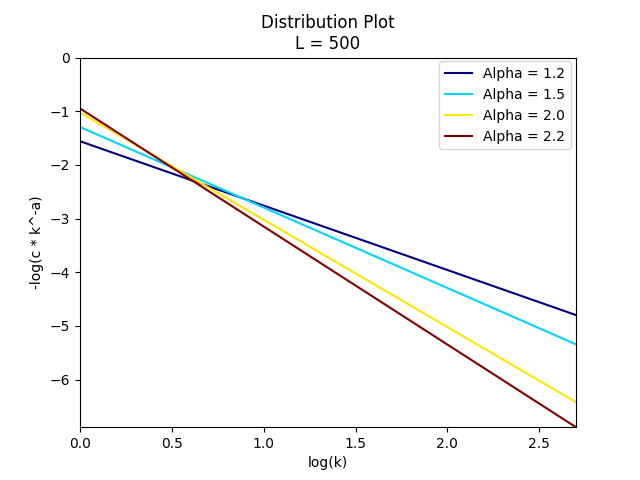 Distribution Plot
L = 500
Alpha = 1.2
Alpha = 1.5
Alpha = 2.0
Alpha = 2.2
-log(c * k^-a)
0
−1
−2
−3
−4
−5
−6
0.0 0.5 1.0 1.5 2.0 2.5
log(k)